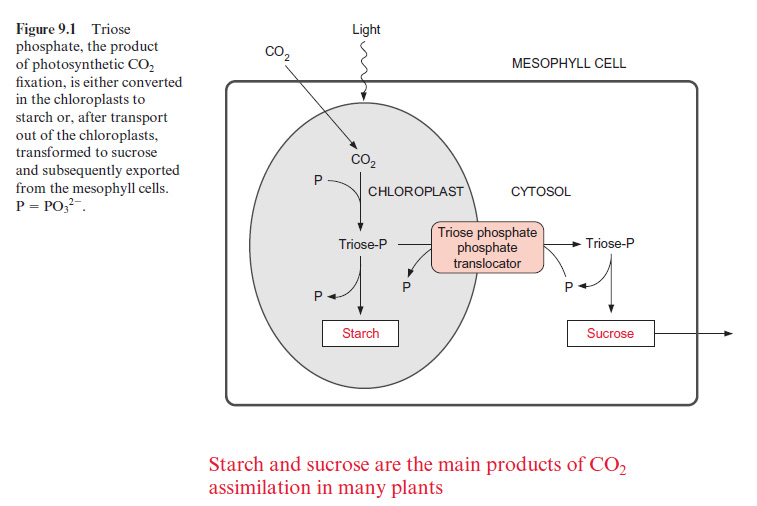 Figure 9.1 Triose
phosphate, the product
of photosynthetic CO₂
fixation, is either converted
in the chloroplasts to
starch or, after transport
out of the chloroplasts,
transformed to sucrose
and subsequently exported
from the mesophyll cells.
P = PO₃²⁻.
Light
CO₂
MESOPHYLL CELL
CO₂
P
CHLOROPLAST
CYTOSOL
Triose-P
Triose phosphate
phosphate
translocator
Triose-P
P
P
P
Starch
Sucrose
Starch and sucrose are the main products of CO₂
assimilation in many plants